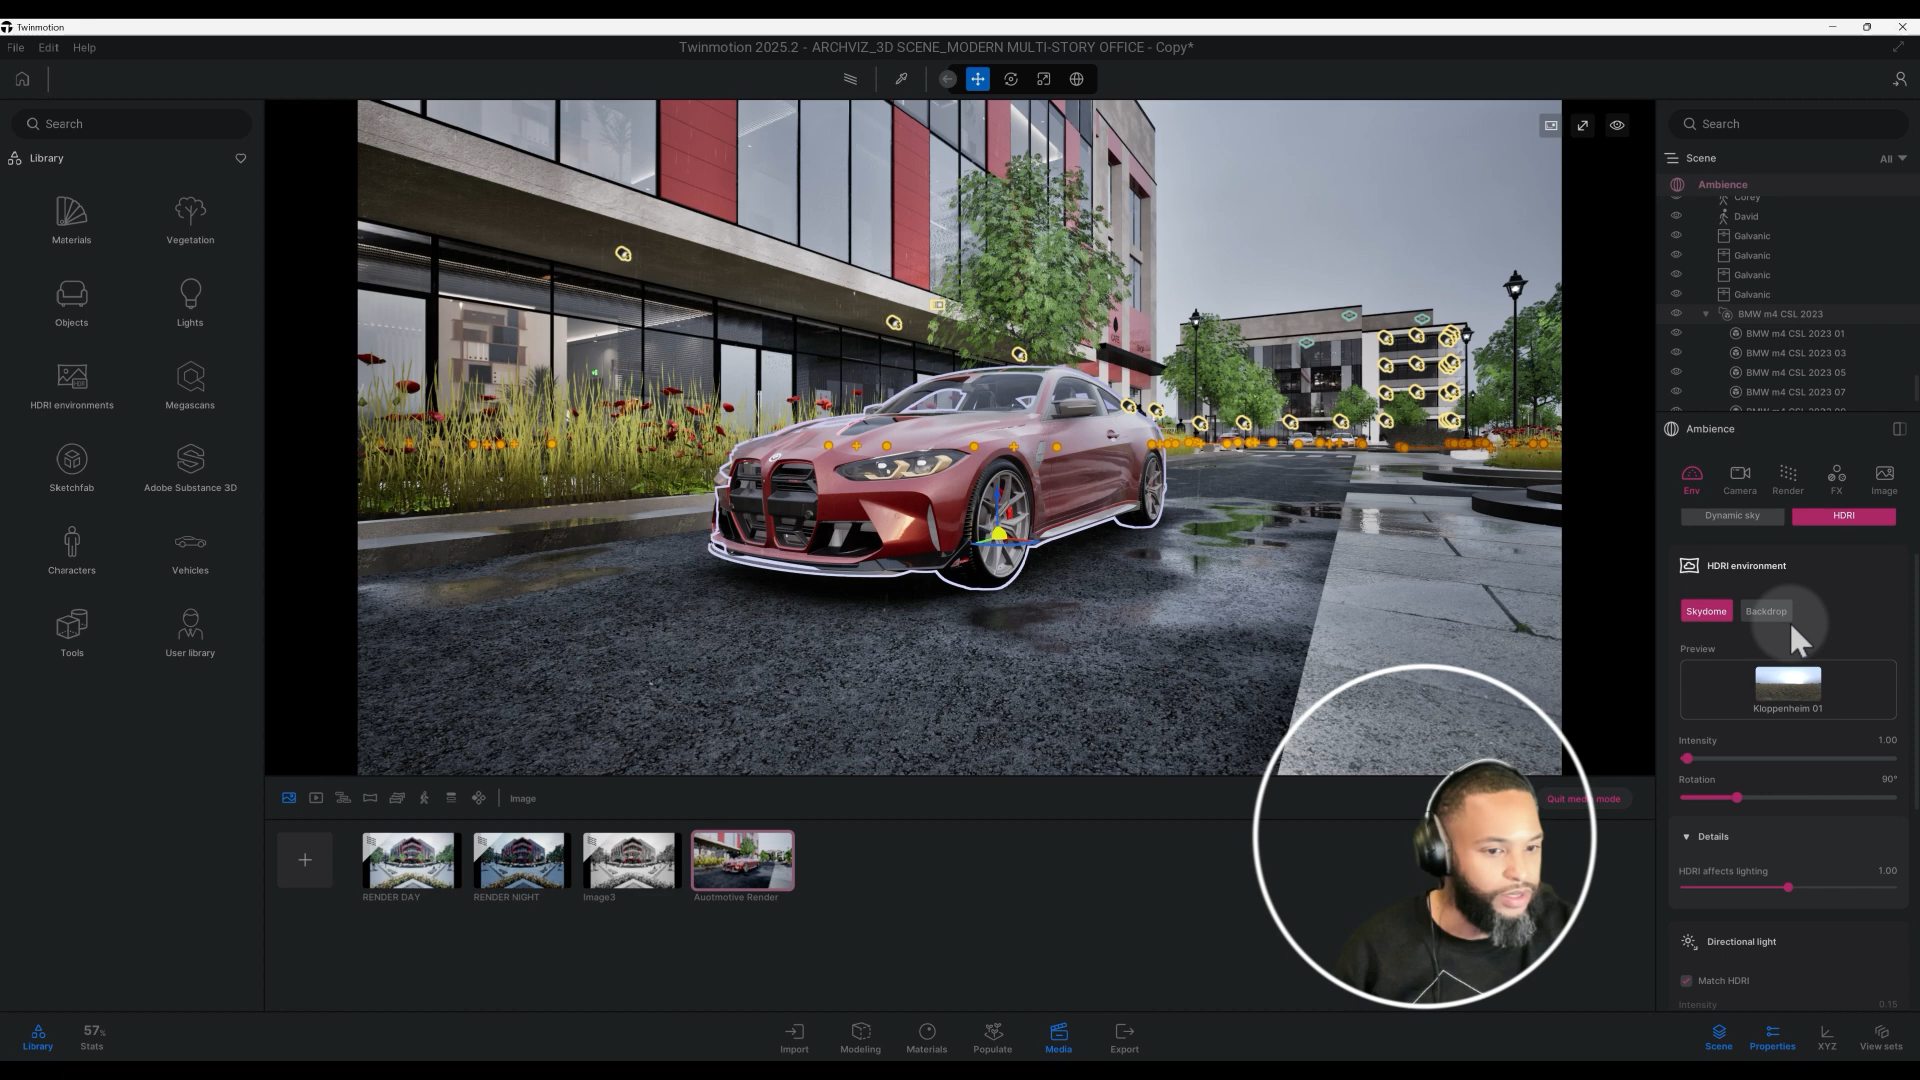 Twinmotion
File Edit Help
Twinmotion 2025.2 - ARCHVIZ_3D SCENE_MODERN MULTI-STORY OFFICE - Copy*
Search
Library
Materials
Vegetation
Objects
Lights
HDRI environments
Megascans
Sketchfab
Adobe Substance 3D
Characters
Vehicles
Tools
User library
Search
Scene
All
Ambience
Corey
David
Galvanic
Galvanic
Galvanic
Galvanic
BMW m4 CSL 2023
BMW m4 CSL 2023 01
BMW m4 CSL 2023 03
BMW m4 CSL 2023 05
BMW m4 CSL 2023 07
Ambience
Env
Camera
Render
FX
Image
Dynamic sky
HDRI
HDRI environment
Skydome
Backdrop
Preview
Kloppenheim 01
Intensity 1.00
Rotation 90°
Details
HDRI affects lighting 1.00
Directional light
Match HDRI
Intensity 0.15
Image
Quit media mode
RENDER DAY
RENDER NIGHT
Image3
Auotmotive Render
Library
57%
Stats
Import
Modeling
Materials
Populate
Media
Export
Scene
Properties
XYZ
View sets